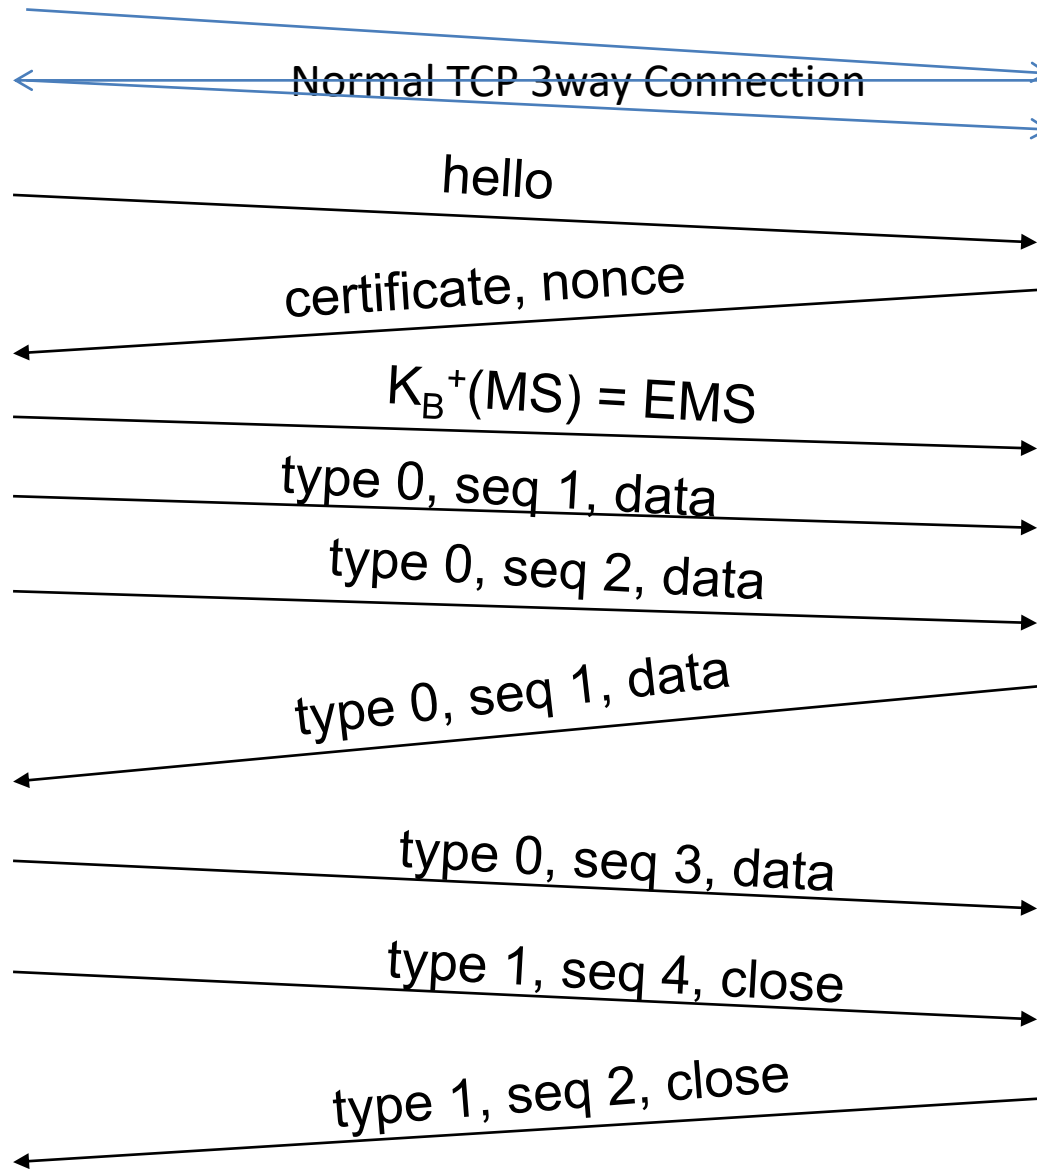 Normal TCP 3way Connection
hello
certificate, nonce
K_B^+(MS) = EMS
type 0, seq 1, data
type 0, seq 2, data
type 0, seq 1, data
type 0, seq 3, data
type 1, seq 4, close
type 1, seq 2, close